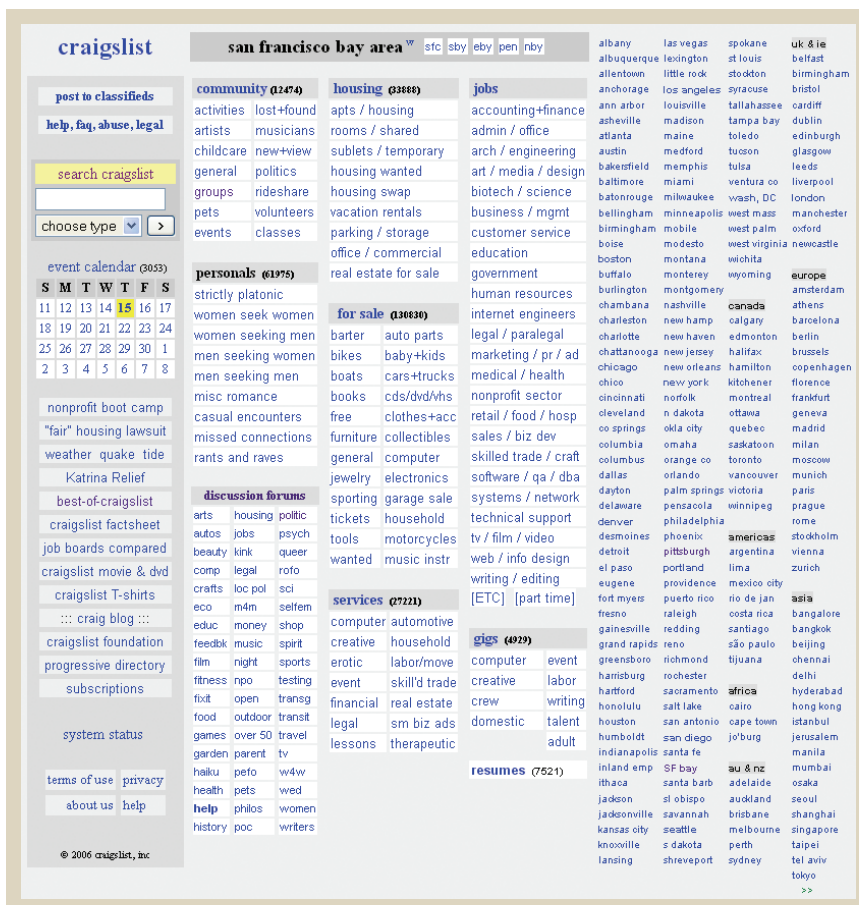 craigslist
post to classifieds
help, faq, abuse, legal
search craigslist
choose type >
event calendar (3053)
S M T W T F S
11 12 13 14 15 16 17
18 19 20 21 22 23 24
25 26 27 28 29 30 1
2 3 4 5 6 7 8
nonprofit boot camp
"fair" housing lawsuit
weather quake tide
Katrina Relief
best-of-craigslist
craigslist factsheet
job boards compared
craigslist movie & dvd
craigslist T-shirts
::: craig blog :::
craigslist foundation
progressive directory
subscriptions
system status
terms of use privacy
about us help
© 2006 craigslist, inc
san francisco bay area w sfc sby eby pen nby
community (12474)
activities lost+found
artists musicians
childcare new+view
general politics
groups rideshare
pets volunteers
events classes
personals (61975)
strictly platonic
women seek women
women seeking men
men seeking women
men seeking men
misc romance
casual encounters
missed connections
rants and raves
discussion forums
arts housing politic
autos jobs psych
beauty kink queer
comp legal rofo
crafts loc pol sci
eco m4m selfem
educ money shop
feedbk music spirit
film night sports
fitness npo testing
fixit open transg
food outdoor transit
games over 50 travel
garden parent tv
haiku pefo w4w
health pets wed
help philos women
history poc writers
housing (33888)
apts / housing
rooms / shared
sublets / temporary
housing wanted
housing swap
vacation rentals
parking / storage
office / commercial
real estate for sale
for sale (130830)
barter auto parts
bikes baby+kids
boats cars+trucks
books cds/dvd/vhs
free clothes+acc
furniture collectibles
general computer
jewelry electronics
sporting garage sale
tickets household
tools motorcycles
wanted music instr
services (27221)
computer automotive
creative household
erotic labor/move
event skill'd trade
financial real estate
legal sm biz ads
lessons therapeutic
jobs
accounting+finance
admin / office
arch / engineering
art / media / design
biotech / science
business / mgmt
customer service
education
government
human resources
internet engineers
legal / paralegal
marketing / pr / ad
medical / health
nonprofit sector
retail / food / hosp
sales / biz dev
skilled trade / craft
software / qa / dba
systems / network
technical support
tv / film / video
web / info design
writing / editing
[ETC] [part time]
gigs (4929)
computer event
creative labor
crew writing
domestic talent
adult
resumes (7521)
albany
albuquerque
allentown
anchorage
ann arbor
asheville
atlanta
austin
bakersfield
baltimore
batonrouge
bellingham
birmingham
boise
boston
buffalo
burlington
chambana
charleston
charlotte
chattanooga
chicago
chico
cincinnati
cleveland
co springs
columbia
columbus
dallas
dayton
delaware
denver
desmoines
detroit
el paso
eugene
fort myers
fresno
gainesville
grand rapids
greensboro
harrisburg
hartford
honolulu
houston
humboldt
indianapolis
inland emp
ithaca
jackson
jacksonville
kansas city
knoxville
lansing
las vegas
lexington
little rock
los angeles
louisville
madison
maine
medford
memphis
miami
milwaukee
minneapolis
mobile
modesto
montana
monterey
montgomery
nashville
new hamp
new haven
new jersey
new orleans
new york
norfolk
n dakota
okla city
omaha
orange co
orlando
palm springs
pensacola
philadelphia
phoenix
pittsburgh
portland
providence
puerto rico
raleigh
redding
reno
richmond
rochester
sacramento
salt lake
san antonio
san diego
santa fe
SF bay
santa barb
sl obispo
savannah
seattle
s dakota
shreveport
spokane
st louis
stockton
syracuse
tallahassee
tampa bay
toledo
tucson
tulsa
ventura co
wash, DC
west mass
west palm
west virginia
wichita
wyoming
canada
calgary
edmonton
halifax
hamilton
kitchener
montreal
ottawa
quebec
saskatoon
toronto
vancouver
victoria
winnipeg
americas
argentina
lima
mexico city
rio de jan
costa rica
santiago
são paulo
tijuana
africa
cairo
cape town
jo'burg
au & nz
adelaide
auckland
brisbane
melbourne
perth
sydney
uk & ie
belfast
birmingham
bristol
cardiff
dublin
edinburgh
glasgow
leeds
liverpool
london
manchester
oxford
newcastle
europe
amsterdam
athens
barcelona
berlin
brussels
copenhagen
florence
frankfurt
geneva
madrid
milan
moscow
munich
paris
prague
rome
stockholm
vienna
zurich
asia
bangalore
bangkok
beijing
chennai
delhi
hyderabad
hong kong
istanbul
jerusalem
manila
mumbai
osaka
seoul
shanghai
singapore
taipei
tel aviv
tokyo
>>